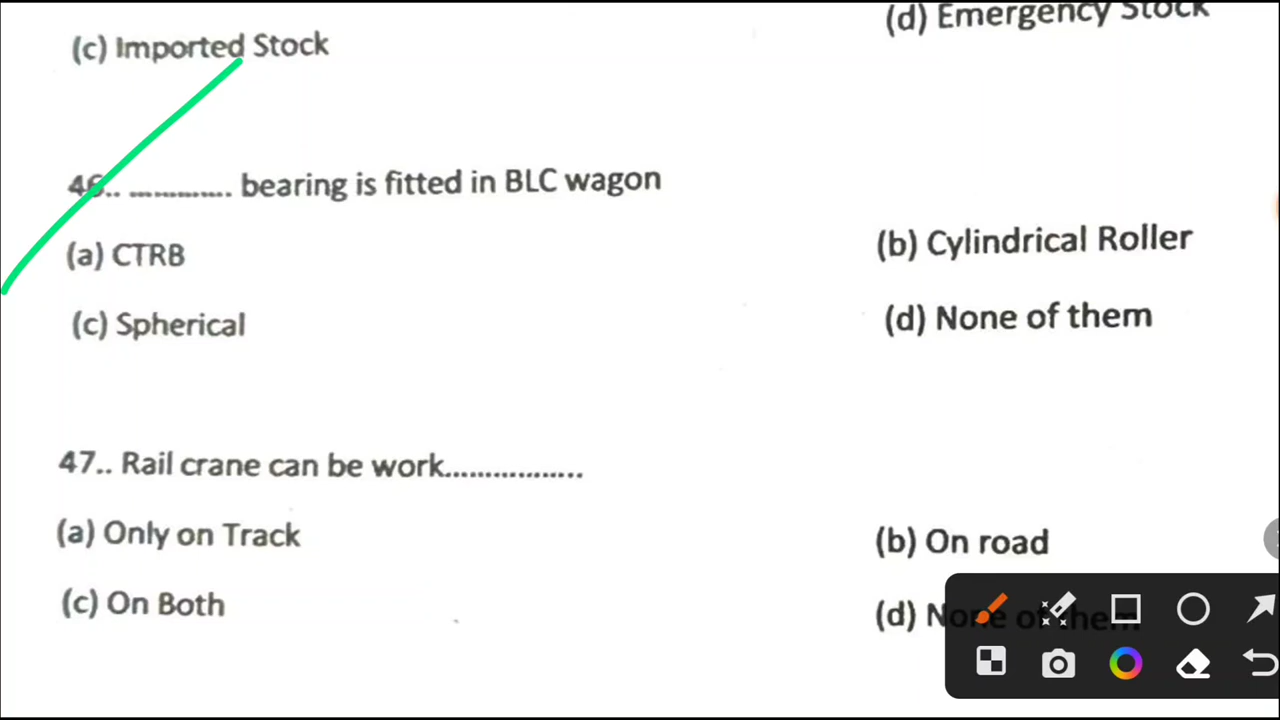 (c) Imported Stock
(d) Emergency Stock
46.. ............. bearing is fitted in BLC wagon
(a) CTRB
(b) Cylindrical Roller
(c) Spherical
(d) None of them
47.. Rail crane can be work.................
(a) Only on Track
(b) On road
(c) On Both
(d) None of them